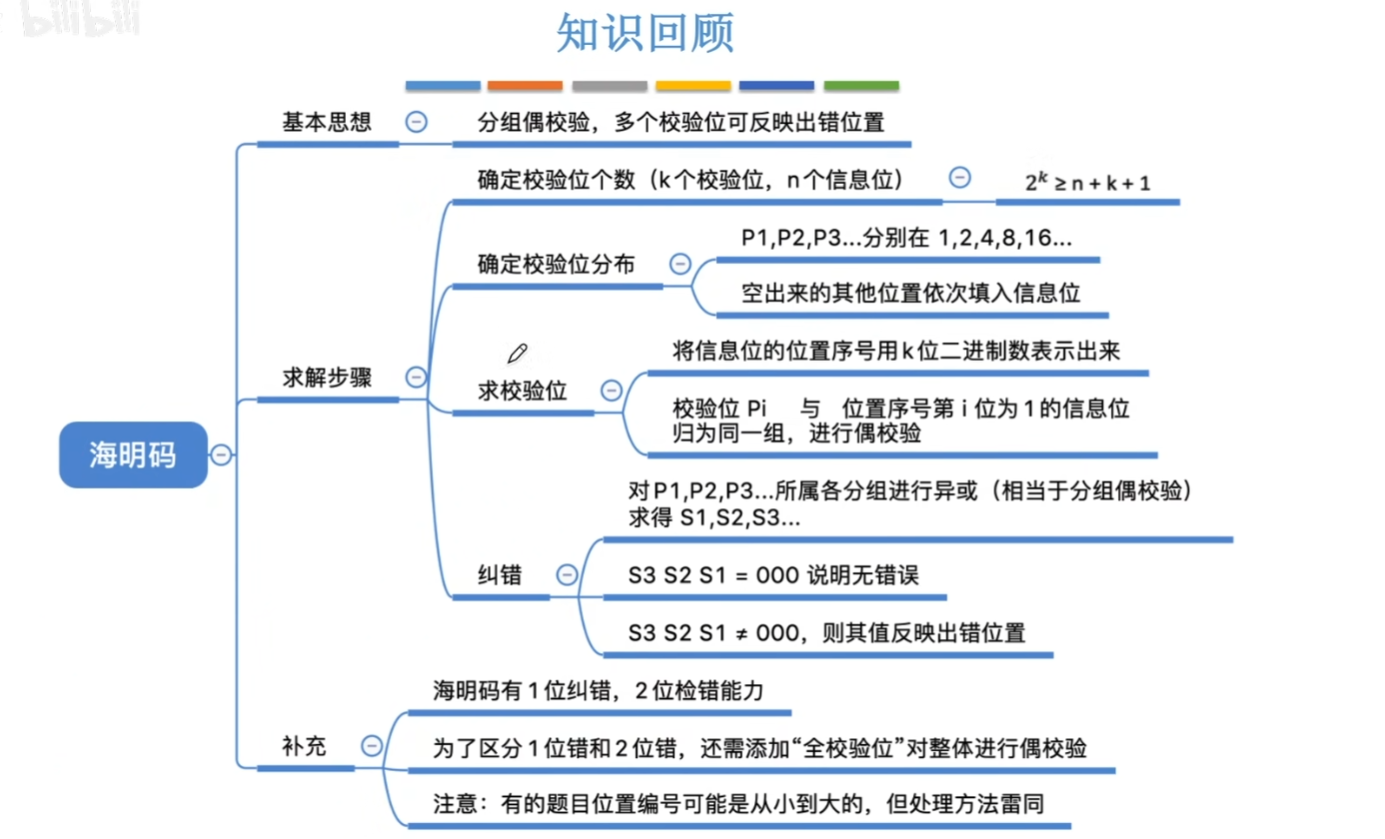 bilibili
知识回顾
基本思想
分组偶校验，多个校验位可反映出错位置
确定校验位个数（k个校验位，n个信息位）
2ᵏ ≥ n + k + 1
确定校验位分布
P1,P2,P3...分别在 1,2,4,8,16...
空出来的其他位置依次填入信息位
求解步骤
求校验位
将信息位的位置序号用k位二进制数表示出来
校验位 Pi 与 位置序号第 i 位为1的信息位
归为同一组，进行偶校验
海明码
纠错
对P1,P2,P3...所属各分组进行异或（相当于分组偶校验）
求得 S1,S2,S3...
S3 S2 S1 = 000 说明无错误
S3 S2 S1 ≠ 000，则其值反映出错位置
补充
海明码有1位纠错，2位检错能力
为了区分1位错和2位错，还需添加“全校验位”对整体进行偶校验
注意：有的题目位置编号可能是从小到大的，但处理方法雷同